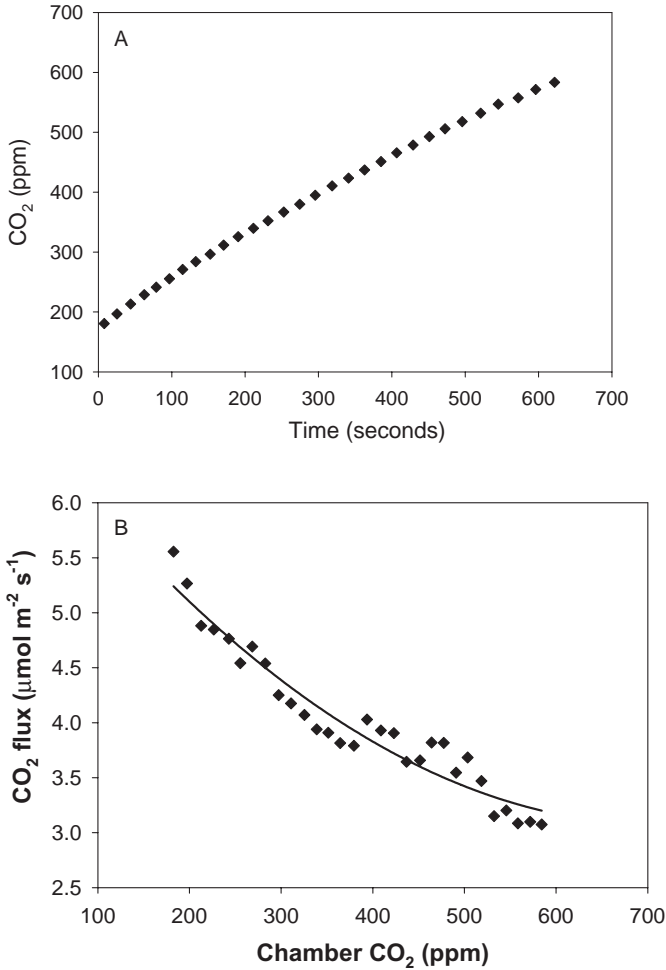 A
700
600
500
400
300
200
100
CO₂ (ppm)
0 100 200 300 400 500 600 700
Time (seconds)
B
6.0
5.5
5.0
4.5
4.0
3.5
3.0
2.5
CO₂ flux (μmol m⁻² s⁻¹)
100 200 300 400 500 600 700
Chamber CO₂ (ppm)